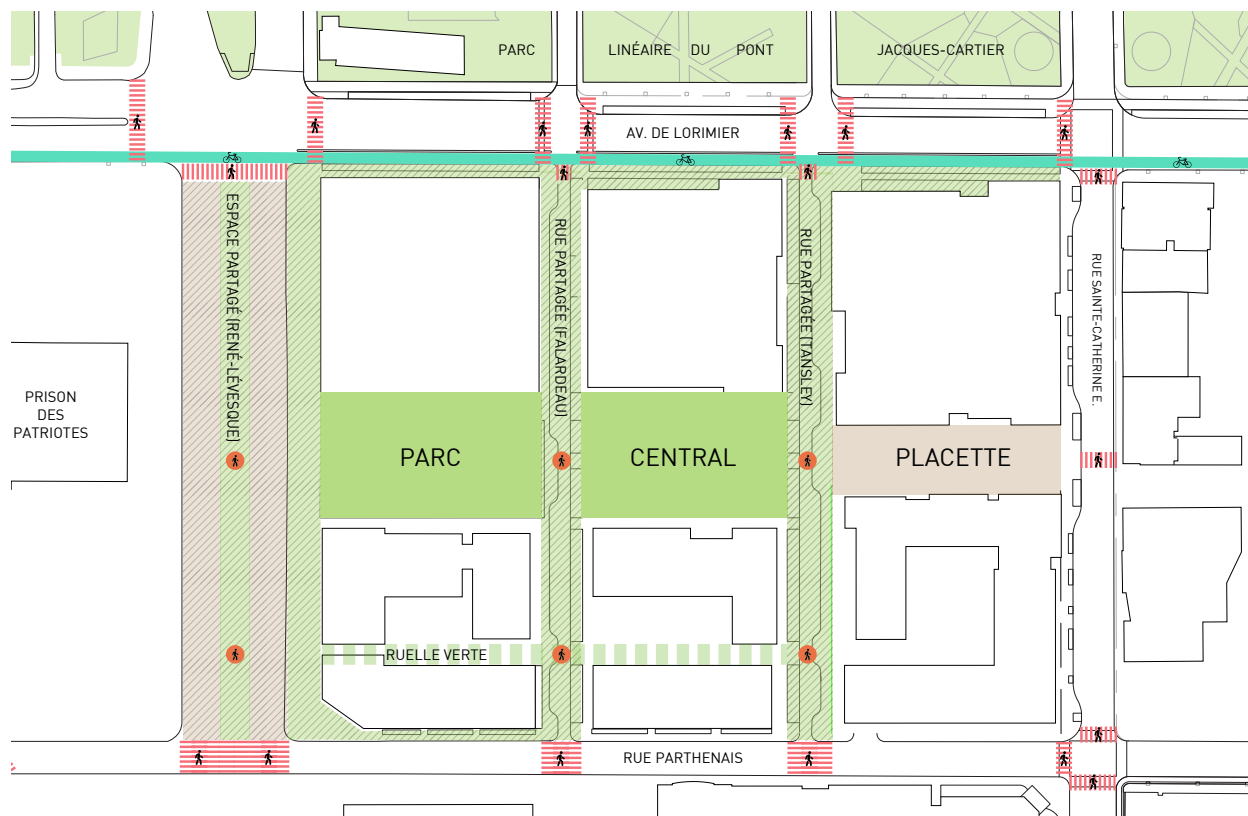 PARC LINÉAIRE DU PONT JACQUES-CARTIER
AV. DE LORIMIER
ESPACE PARTAGÉ (RENÉ-LÉVESQUE)
RUE PARTAGÉE (FALARDEAU)
RUE PARTAGÉE (TANSLEY)
RUE SAINTE-CATHERINE E.
PRISON
DES
PATRIOTES
PARC CENTRAL PLACETTE
RUELLE VERTE
RUE PARTHENAIS